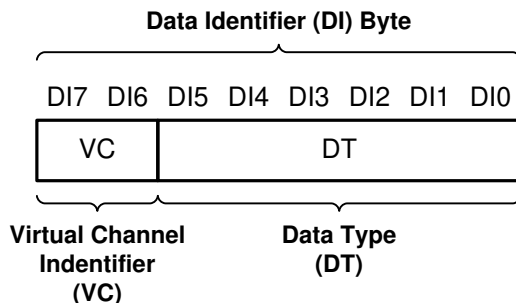 Data Identifier (DI) Byte
DI7 DI6 DI5 DI4 DI3 DI2 DI1 DI0
VC DT
Virtual Channel
Indentifier
(VC)
Data Type
(DT)